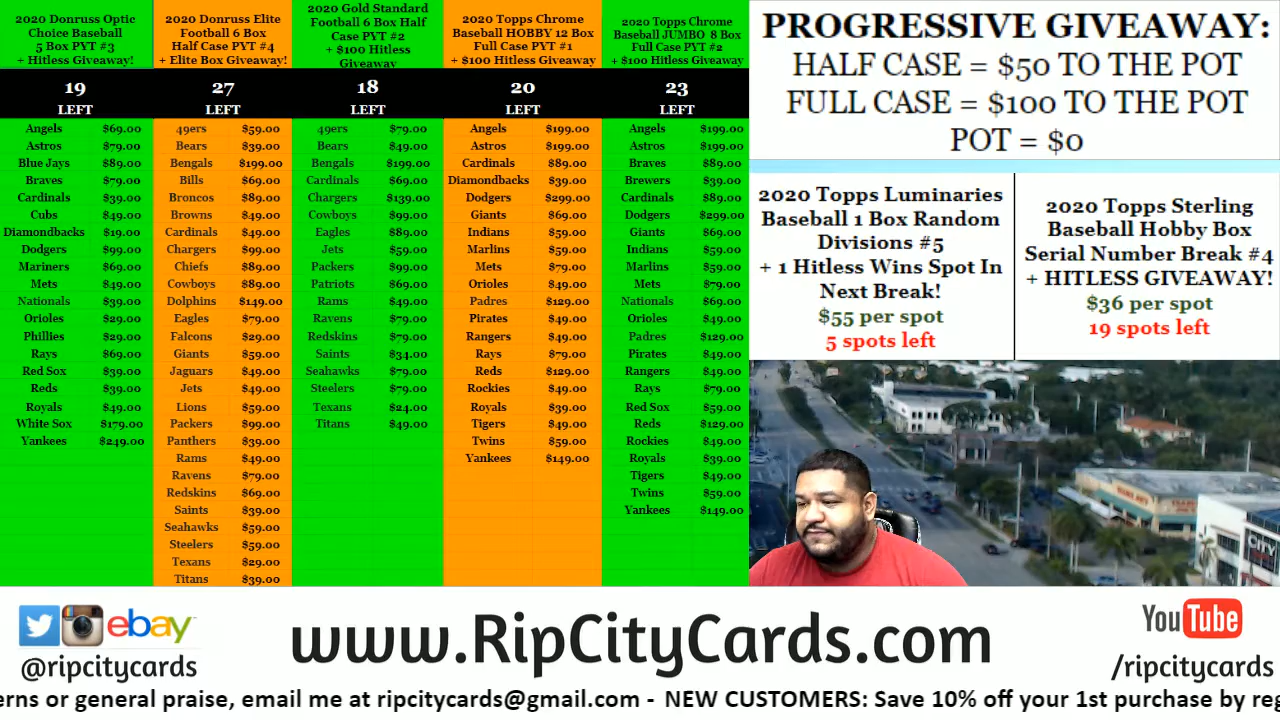 2020 Donruss Optic
Choice Baseball
5 Box PYT #3
+ Hitless Giveaway!
19
LEFT
Angels $69.00
Astros $79.00
Blue Jays $89.00
Braves $79.00
Cardinals $39.00
Cubs $49.00
Diamondbacks $19.00
Dodgers $99.00
Mariners $69.00
Mets $49.00
Nationals $39.00
Orioles $29.00
Phillies $29.00
Rays $69.00
Red Sox $39.00
Reds $39.00
Royals $49.00
White Sox $179.00
Yankees $249.00
2020 Donruss Elite
Football 6 Box
Half Case PYT #4
+ Elite Box Giveaway!
27
LEFT
49ers $59.00
Bears $39.00
Bengals $199.00
Bills $69.00
Broncos $89.00
Browns $49.00
Cardinals $49.00
Chargers $99.00
Chiefs $89.00
Cowboys $89.00
Dolphins $149.00
Eagles $79.00
Falcons $29.00
Giants $59.00
Jaguars $49.00
Jets $49.00
Lions $59.00
Packers $99.00
Panthers $39.00
Rams $49.00
Ravens $79.00
Redskins $69.00
Saints $39.00
Seahawks $59.00
Steelers $59.00
Texans $29.00
Titans $39.00
2020 Gold Standard
Football 6 Box Half
Case PYT #2
+ $100 Hitless
Giveaway
18
LEFT
49ers $79.00
Bears $49.00
Bengals $199.00
Cardinals $69.00
Chargers $139.00
Cowboys $99.00
Eagles $89.00
Jets $59.00
Packers $99.00
Patriots $69.00
Rams $49.00
Ravens $79.00
Redskins $79.00
Saints $34.00
Seahawks $79.00
Steelers $79.00
Texans $24.00
Titans $49.00
2020 Topps Chrome
Baseball HOBBY 12 Box
Full Case PYT #1
+ $100 Hitless Giveaway
20
LEFT
Angels $199.00
Astros $199.00
Cardinals $89.00
Diamondbacks $39.00
Dodgers $299.00
Giants $69.00
Indians $59.00
Marlins $59.00
Mets $79.00
Orioles $49.00
Padres $129.00
Pirates $49.00
Rangers $49.00
Rays $79.00
Reds $129.00
Rockies $49.00
Royals $39.00
Tigers $49.00
Twins $59.00
Yankees $149.00
2020 Topps Chrome
Baseball JUMBO 8 Box
Full Case PYT #2
+ $100 Hitless Giveaway
23
LEFT
Angels $199.00
Astros $199.00
Braves $89.00
Brewers $39.00
Cardinals $89.00
Dodgers $299.00
Giants $69.00
Indians $59.00
Marlins $59.00
Mets $79.00
Nationals $69.00
Orioles $49.00
Padres $129.00
Pirates $49.00
Rangers $49.00
Rays $79.00
Red Sox $59.00
Reds $129.00
Rockies $49.00
Royals $39.00
Tigers $49.00
Twins $59.00
Yankees $149.00
PROGRESSIVE GIVEAWAY:
HALF CASE = $50 TO THE POT
FULL CASE = $100 TO THE POT
POT = $0
2020 Topps Luminaries
Baseball 1 Box Random
Divisions #5
+ 1 Hitless Wins Spot In
Next Break!
$55 per spot
5 spots left
2020 Topps Sterling
Baseball Hobby Box
Serial Number Break #4
+ HITLESS GIVEAWAY!
$36 per spot
19 spots left
CITY
ebay
@ripcitycards
www.RipCityCards.com
YouTube
/ripcitycards
erns or general praise, email me at ripcitycards@gmail.com - NEW CUSTOMERS: Save 10% off your 1st purchase by reg